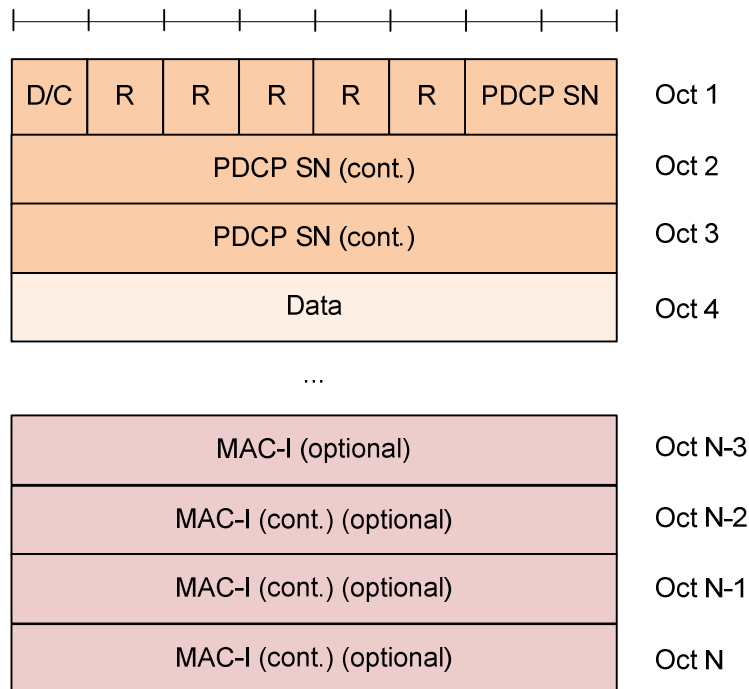 D/C R R R R R PDCP SN Oct 1
PDCP SN (cont.) Oct 2
PDCP SN (cont.) Oct 3
Data Oct 4
...
MAC-I (optional) Oct N-3
MAC-I (cont.) (optional) Oct N-2
MAC-I (cont.) (optional) Oct N-1
MAC-I (cont.) (optional) Oct N